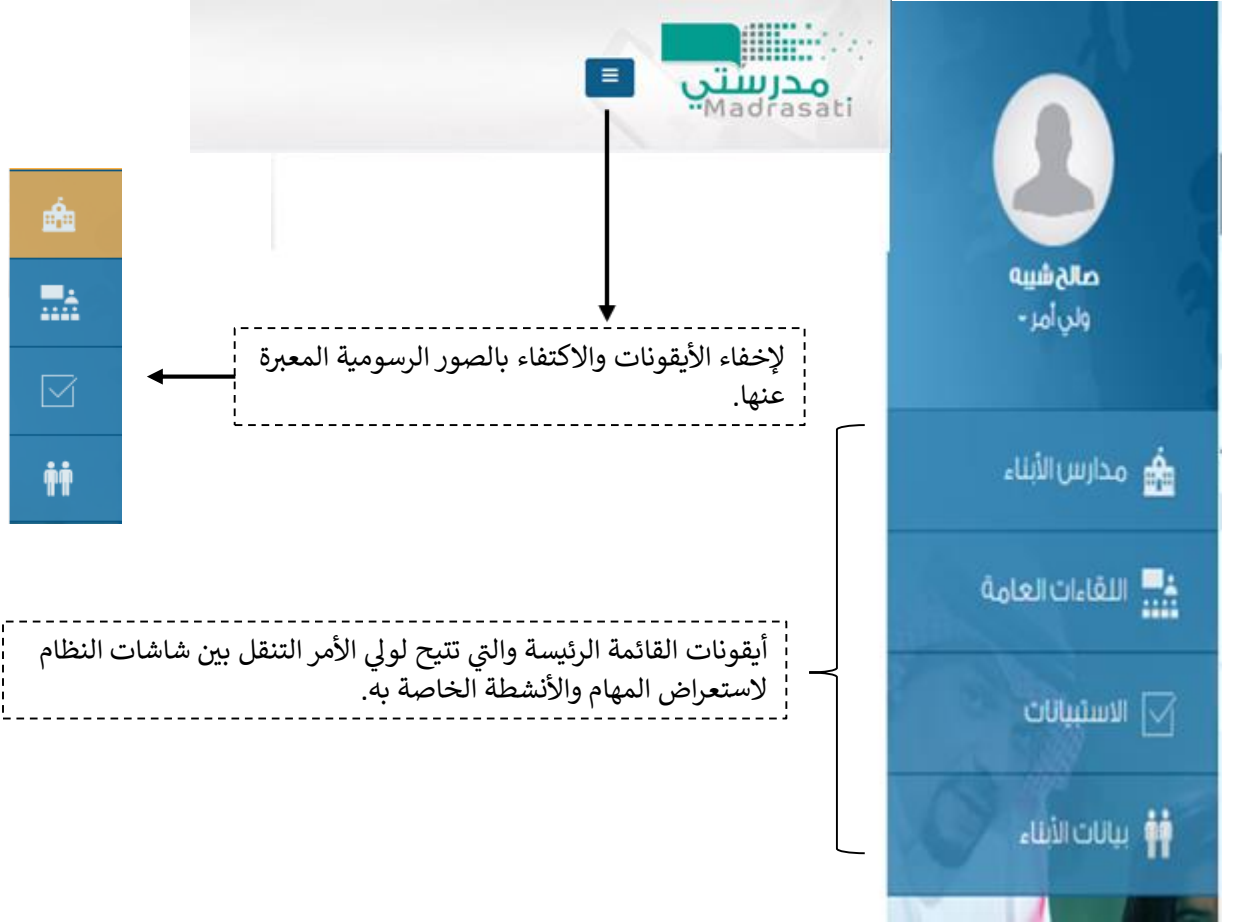 مدرستي
Madrasati
صالح شيبه
ولي أمر
لإخفاء الأيقونات والاكتفاء بالصور الرسومية المعبرة
عنها.
مدارس الأبناء
اللقاءات العامة
أيقونات القائمة الرئيسة والتي تتيح لولي الأمر التنقل بين شاشات النظام
لاستعراض المهام والأنشطة الخاصة به.
الاستبيانات
بيانات الأبناء